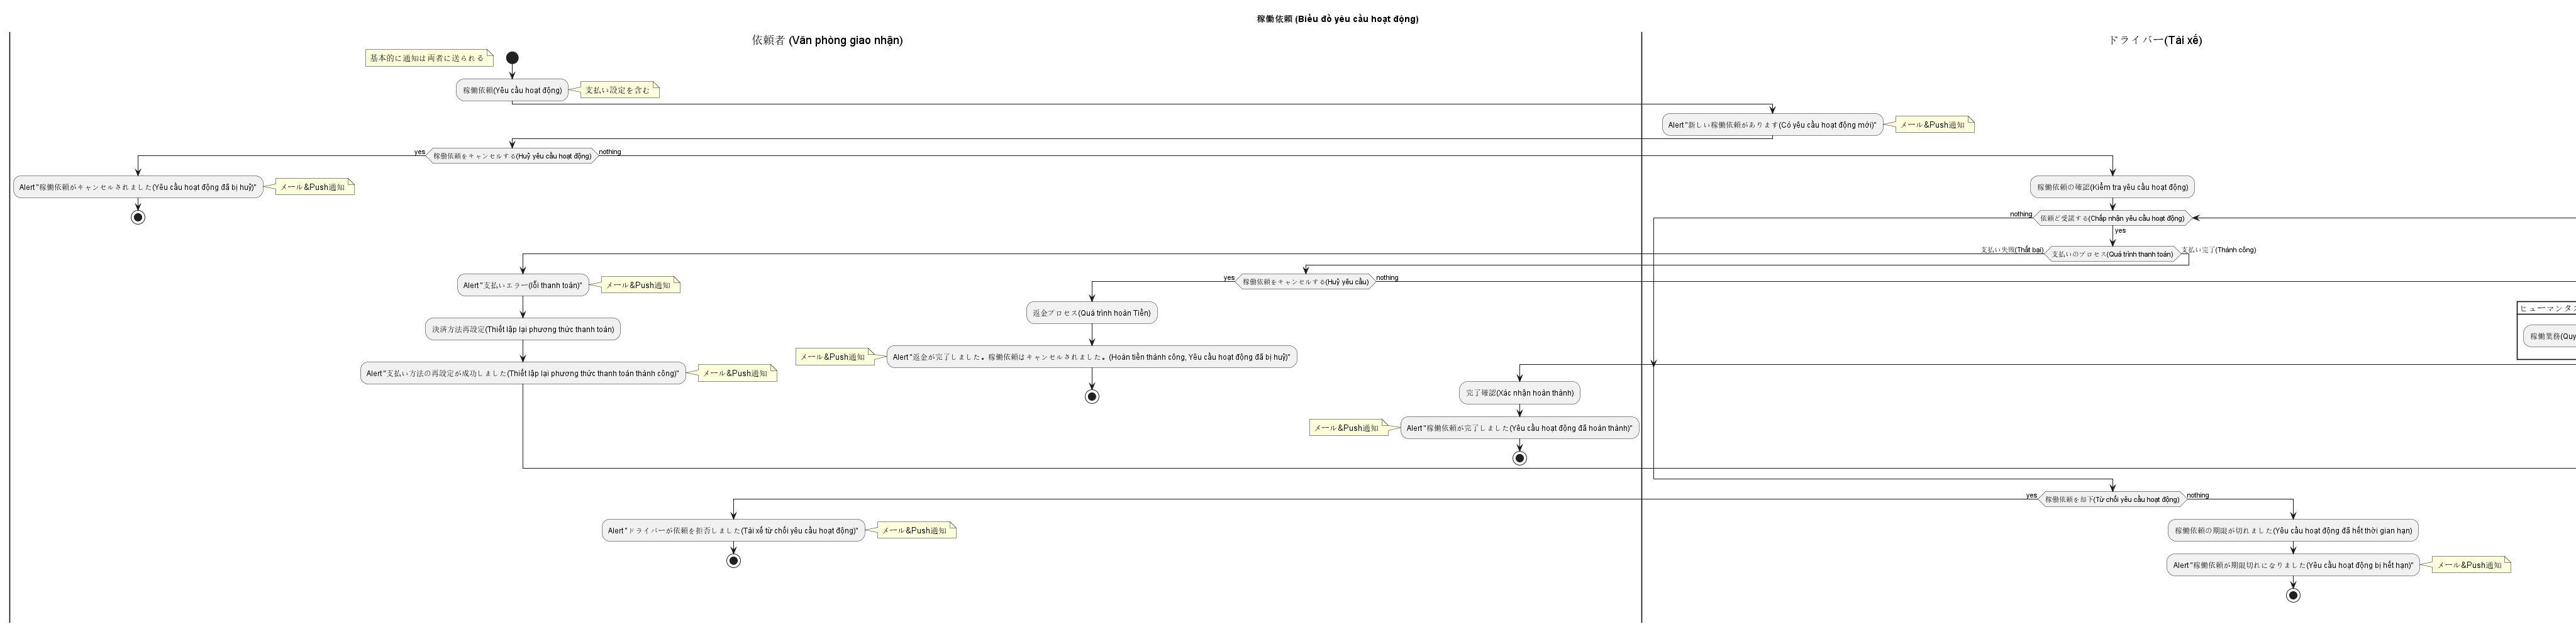 稼働依頼 (Biểu đồ yêu cầu hoạt động)
依頼者 (Văn phòng giao nhận)
ドライバー(Tái xế)
基本的に通知は両者に送られる
稼働依頼(Yêu cầu hoạt động)
支払い設定を含む
Alert"新しい稼働依頼があります(Có yêu cầu hoạt động mới)"
メール&Push通知
yes
稼働依頼をキャンセルする(Huỷ yêu cầu hoạt động)
nothing
Alert"稼働依頼がキャンセルされました(Yêu cầu hoạt động đã bị huỷ)"
メール&Push通知
稼働依頼の確認(Kiểm tra yêu cầu hoạt động)
nothing
依頼ど受諾する(Chấp nhận yêu cầu hoạt động)
yes
支払い失敗(Thất bại)
支払いのプロセス(Quá trình thanh toán)
支払い完了(Thánh công)
Alert"支払いエラー(lỗi thanh toán)"
メール&Push通知
yes
稼働依頼をキャンセルする(Huỷ yêu cầu)
nothing
返金プロセス(Quá trình hoán Tiền)
ヒューマンタス
決済方法再設定(Thiết lập lại phương thức thanh toán)
稼働業務(Quy
メール&Push通知
Alert"返金が完了しました。稼働依頼はキャンセルされました。(Hoán tiền thánh công, Yêu cầu hoạt động đã bị huỷ)"
Alert"支払い方法の再設定が成功しました(Thiết lập lại phương thức thanh toán thánh công)"
メール&Push通知
完了確認(Xác nhận hoán thánh)
メール&Push通知
Alert"稼働依頼が完了しました(Yêu cầu hoạt động đã hoán thánh)"
yes
稼働依頼を却下(Từ chối yêu cầu hoạt động)
nothing
Alert"ドライバーが依頼を拒否しました(Tái xế từ chối yêu cầu hoạt động)"
メール&Push通知
稼働依頼の期限が切れました(Yêu cầu hoạt động đã hết thời gian hạn)
Alert"稼働依頼が期限切れになりました(Yêu cầu hoạt động bị hết hạn)"
メール&Push通知